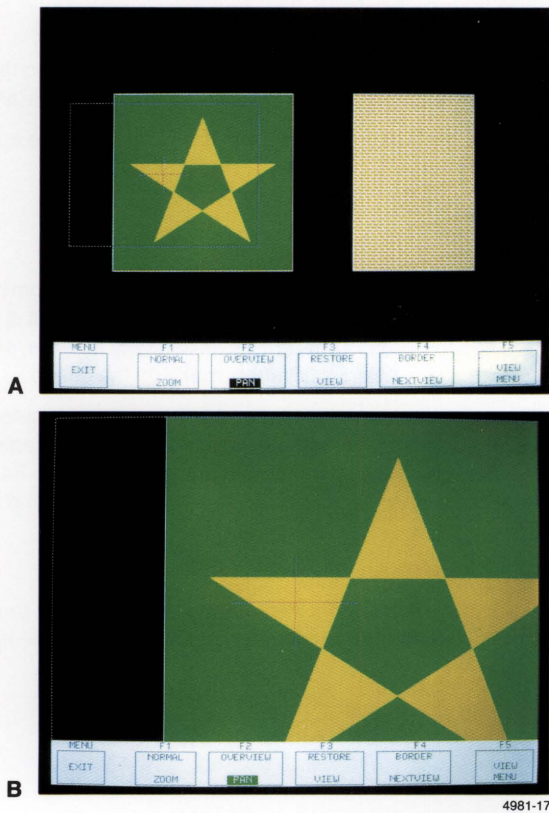 MENU F1 F2 F3 F4 F5
EXIT
NORMAL
ZOOM
OVERVIEW
PAN
RESTORE
VIEW
BORDER
NEXTVIEW
VIEW
MENU
A
MENU F1 F2 F3 F4 F5
EXIT
NORMAL
ZOOM
OVERVIEW
PAN
RESTORE
VIEW
BORDER
NEXTVIEW
VIEW
MENU
B
4981-17